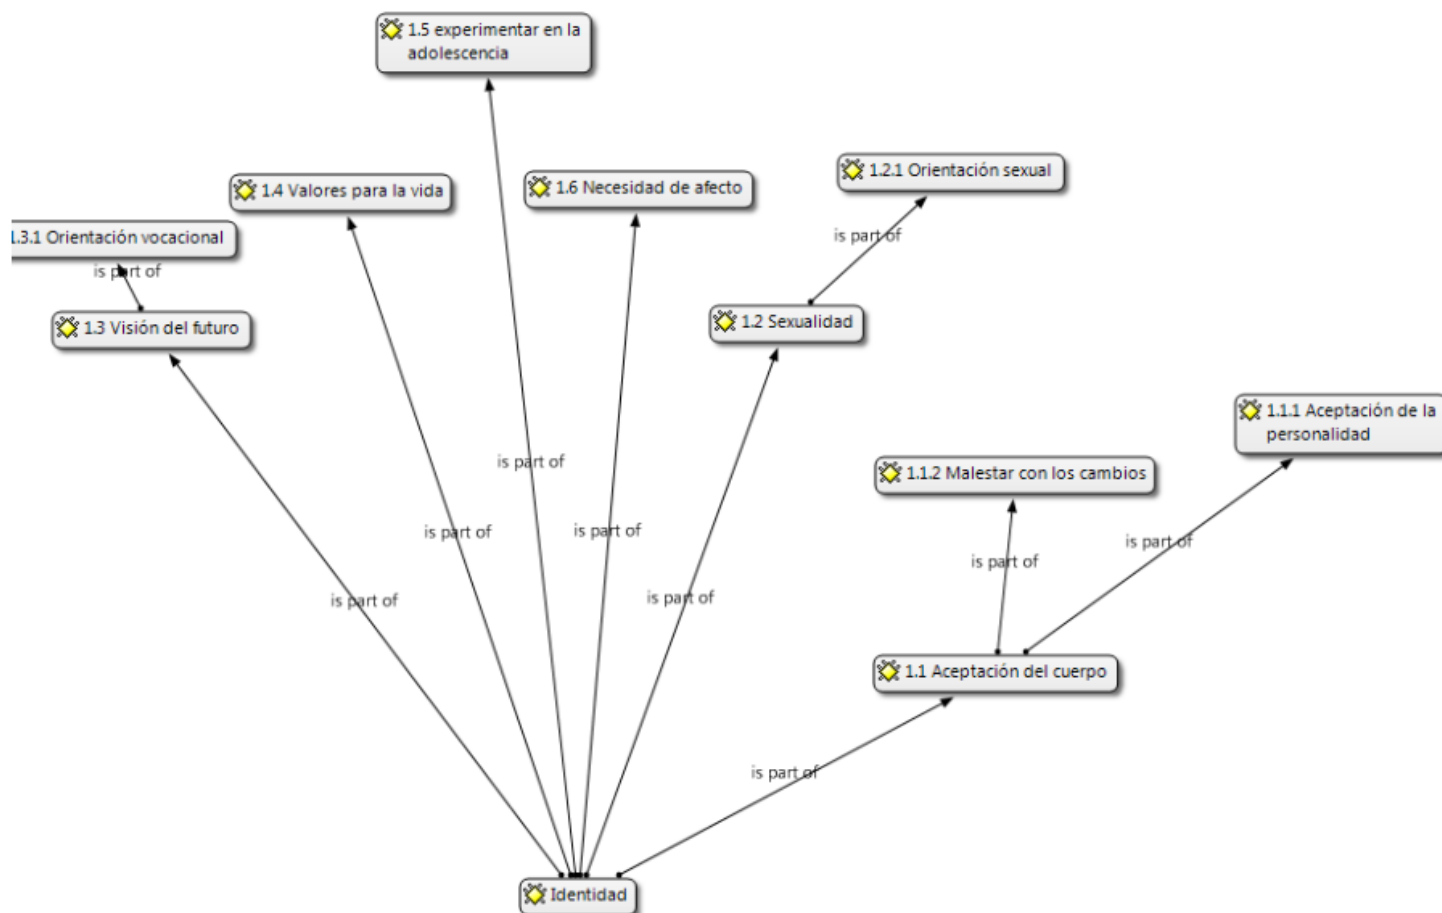 1.5 experimentar en la
adolescencia
1.2.1 Orientación sexual
1.4 Valores para la vida
1.6 Necesidad de afecto
.3.1 Orientación vocacional
is part of
is part of
1.3 Visión del futuro
1.2 Sexualidad
1.1.1 Aceptación de la
personalidad
is part of
1.1.2 Malestar con los cambios
is part of
is part of
is part of
is part of
is part of
is part of
1.1 Aceptación del cuerpo
is part of
Identidad